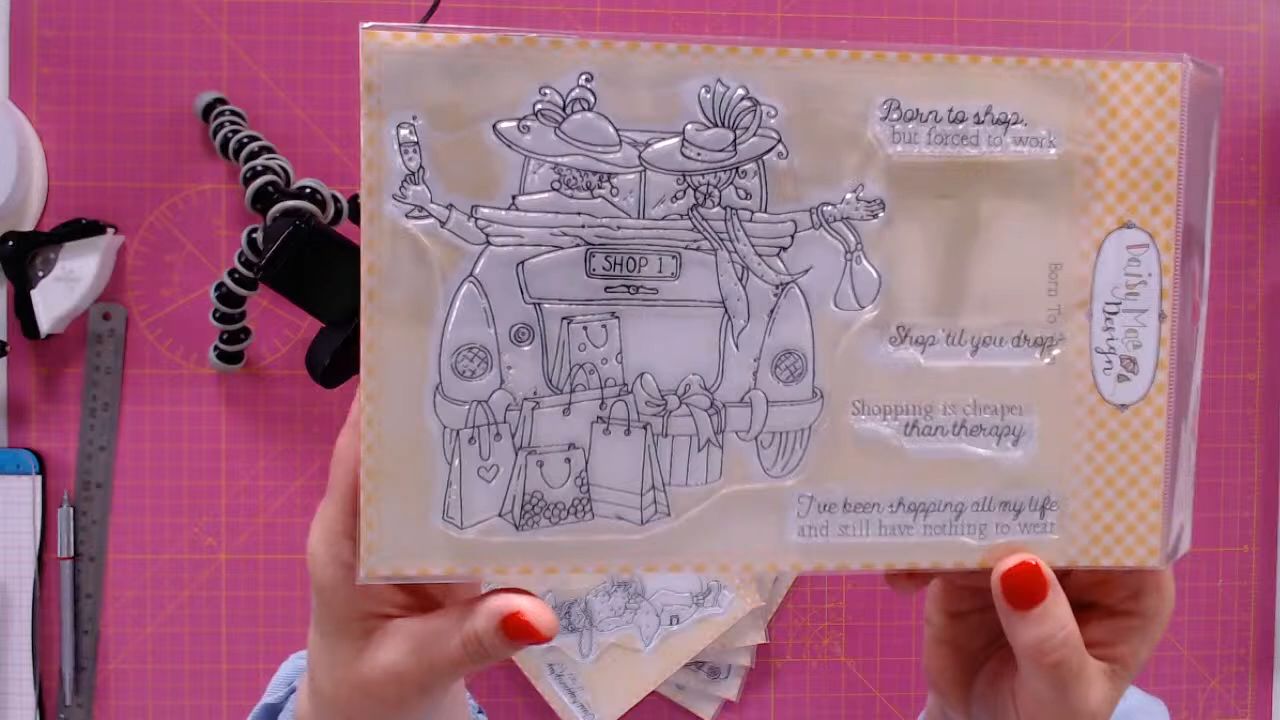 SHOP 1
Born to shop,
but forced to work
Shop 'til you drop
Shopping is cheaper
than therapy
I've been shopping all my life
and still have nothing to wear
Born To
Daisy Mae
Design